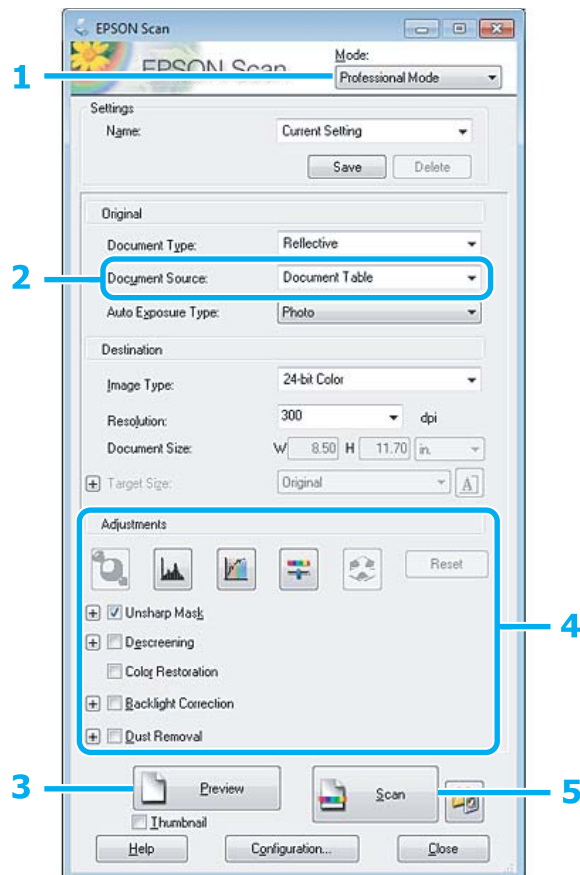 EPSON Scan
EPSON Scan
Mode:
1
Professional Mode
Settings
Name: Current Setting
Save Delete
Original
Document Type: Reflective
2 Document Source: Document Table
Auto Exposure Type: Photo
Destination
Image Type: 24-bit Color
Resolution: 300 dpi
Document Size: W 8.50 H 11.70 in.
Target Size: Original A
Adjustments
Reset
Unsharp Mask
4
Descreening
Color Restoration
Backlight Correction
Dust Removal
3 Preview Scan 5
Thumbnail
Help Configuration... Close